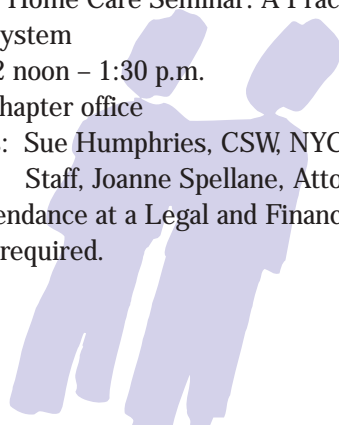 Home Care Seminar: A Prac
ystem
2 noon – 1:30 p.m.
hapter office
: Sue Humphries, CSW, NYC
Staff, Joanne Spellane, Atto
endance at a Legal and Financ
required.